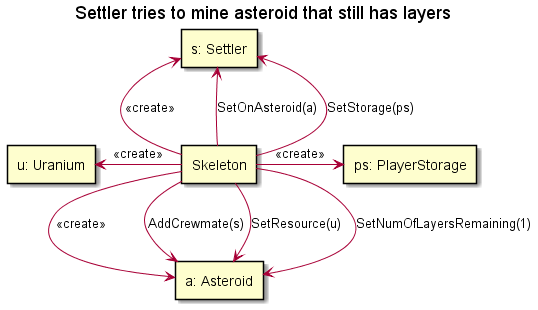 Settler tries to mine asteroid that still has layers
s: Settler
«create»
SetOnAsteroid(a)
SetStorage(ps)
u: Uranium
«create»
Skeleton
«create»
ps: PlayerStorage
«create»
AddCrewmate(s)
SetResource(u)
SetNumOfLayersRemaining(1)
a: Asteroid